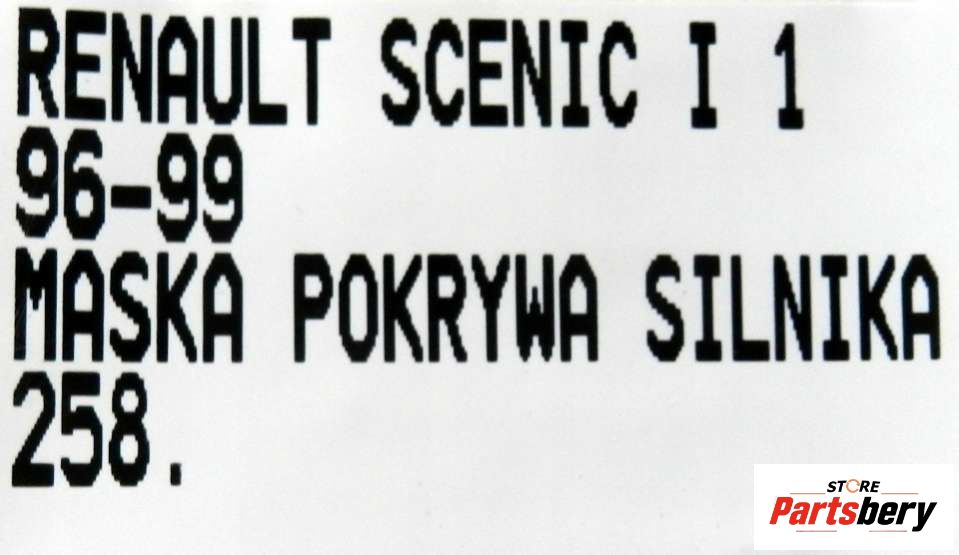 RENAULT SCENIC I 1
96-99
MASKA POKRYWA SILNIKA
258.
STORE
Partsbery